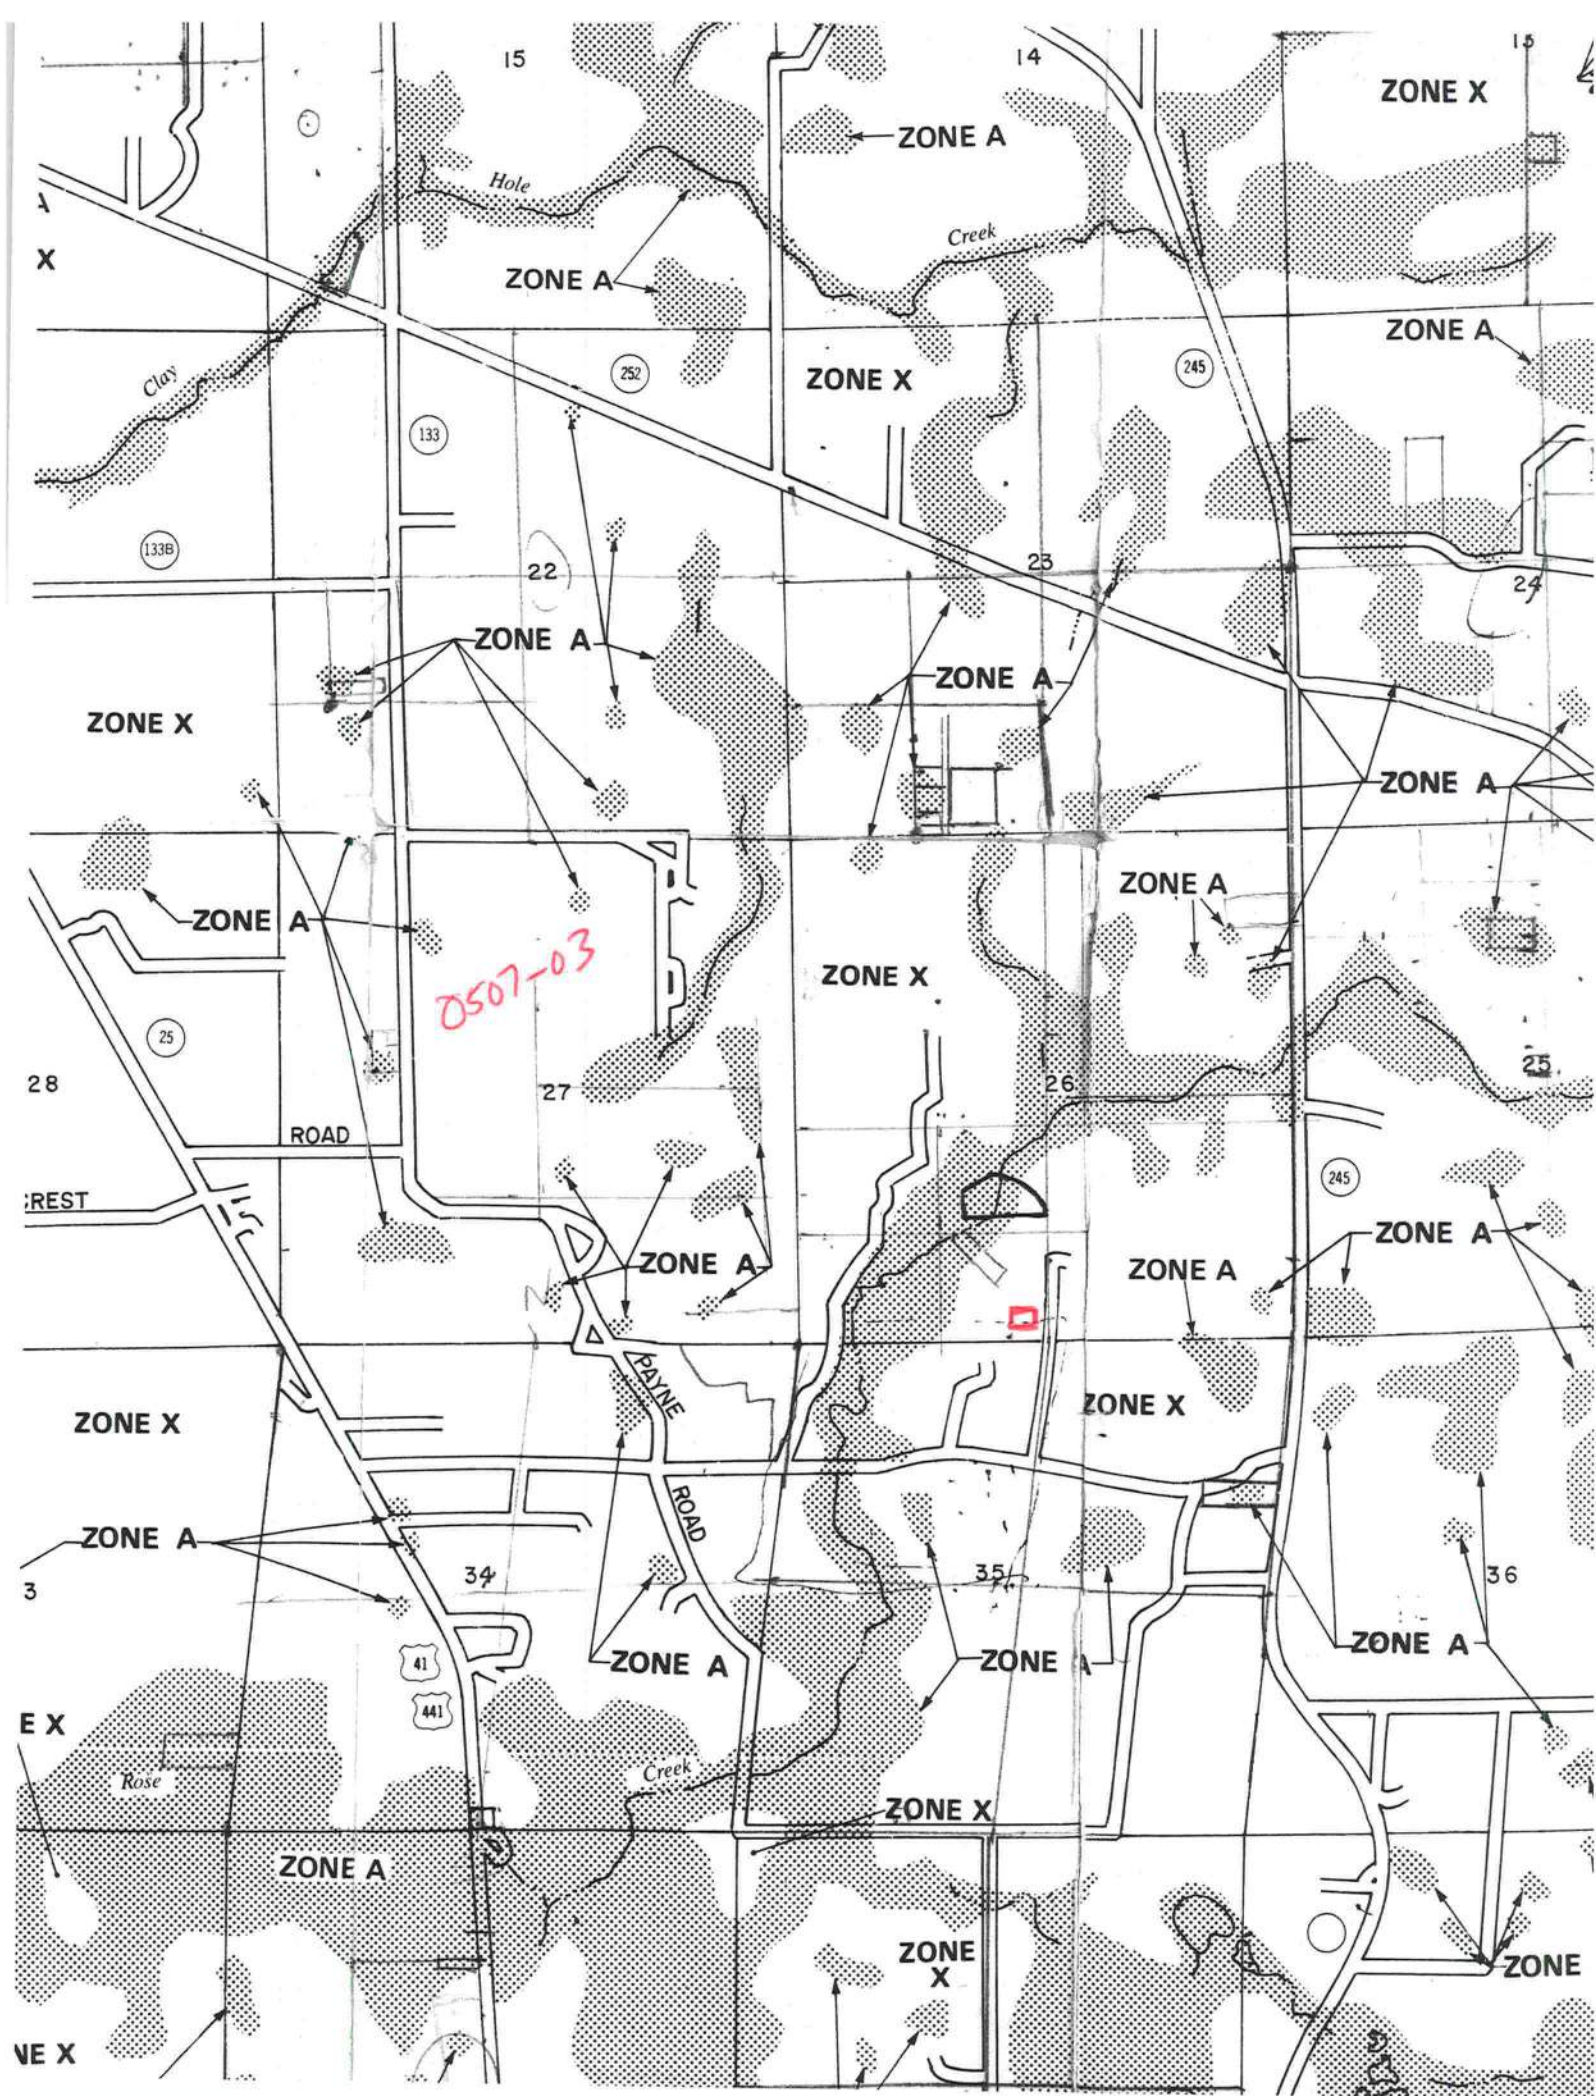 15
14
13
ZONE X
ZONE A
Hole
A
Creek
X
ZONE A
ZONE A
Clay
252
ZONE X
245
133
133B
22
23
24
ZONE A
ZONE A
ZONE X
ZONE A
ZONE A
ZONE A
0507-03
ZONE X
25
28
27
26
25
ROAD
245
CREST
ZONE A
ZONE A
ZONE A
PAYNE
ZONE X
ZONE X
ROAD
ZONE A
34
35
36
3
ZONE A
ZONE A
ZONE A
41
441
E X
Rose
Creek
ZONE X
ZONE A
ZONE
X
ZONE
NE X